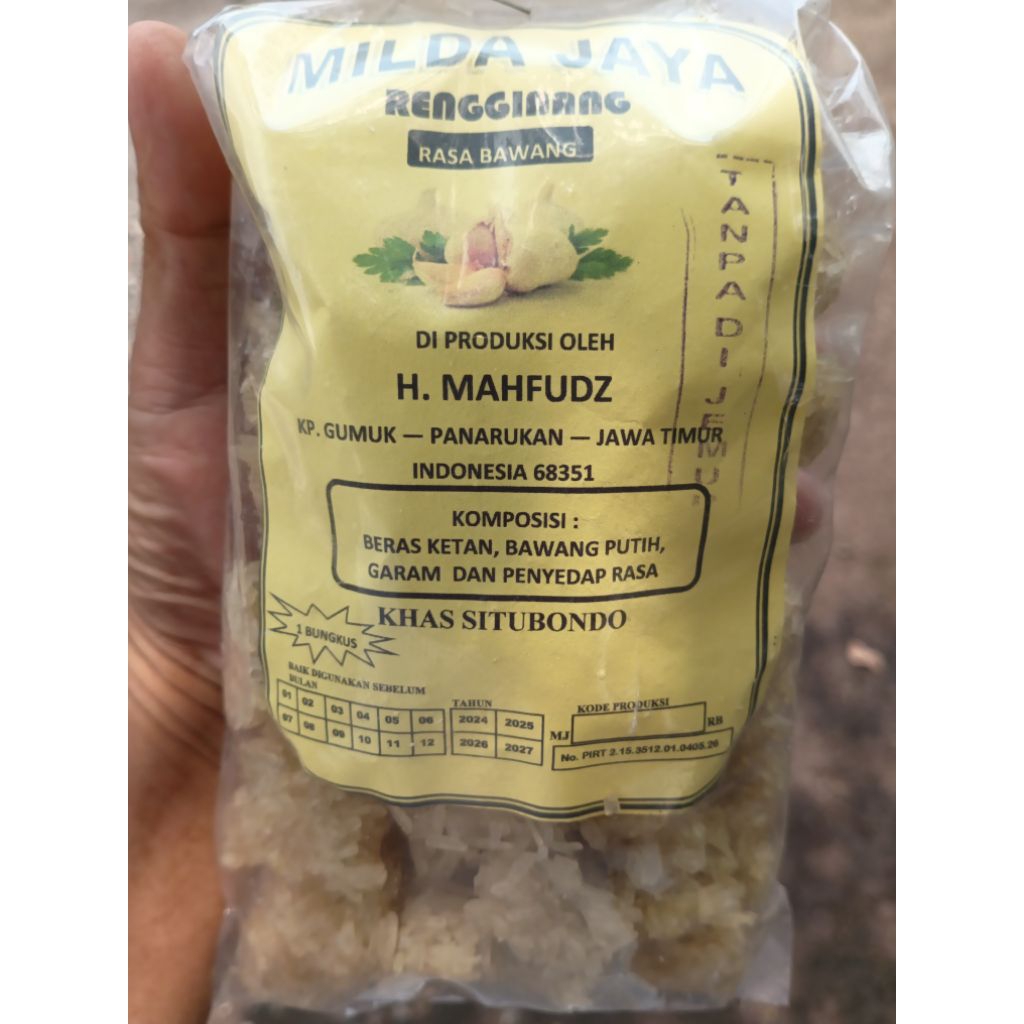 MILDA JAYA
RENGGINANG
RASA BAWANG
TANPA DI JEMUR
DI PRODUKSI OLEH
H. MAHFUDZ
KP. GUMUK — PANARUKAN — JAWA TIMUR
INDONESIA 68351
KOMPOSISI :
BERAS KETAN, BAWANG PUTIH,
GARAM DAN PENYEDAP RASA
KHAS SITUBONDO
1 BUNGKUS
BAIK DIGUNAKAN SEBELUM
BULAN
01 02 03 04 05 06
07 08 09 10 11 12
TAHUN
2024 2025
2026 2027
KODE PRODUKSI
MJ RB
No. PIRT 2.15.3512.01.0405.26